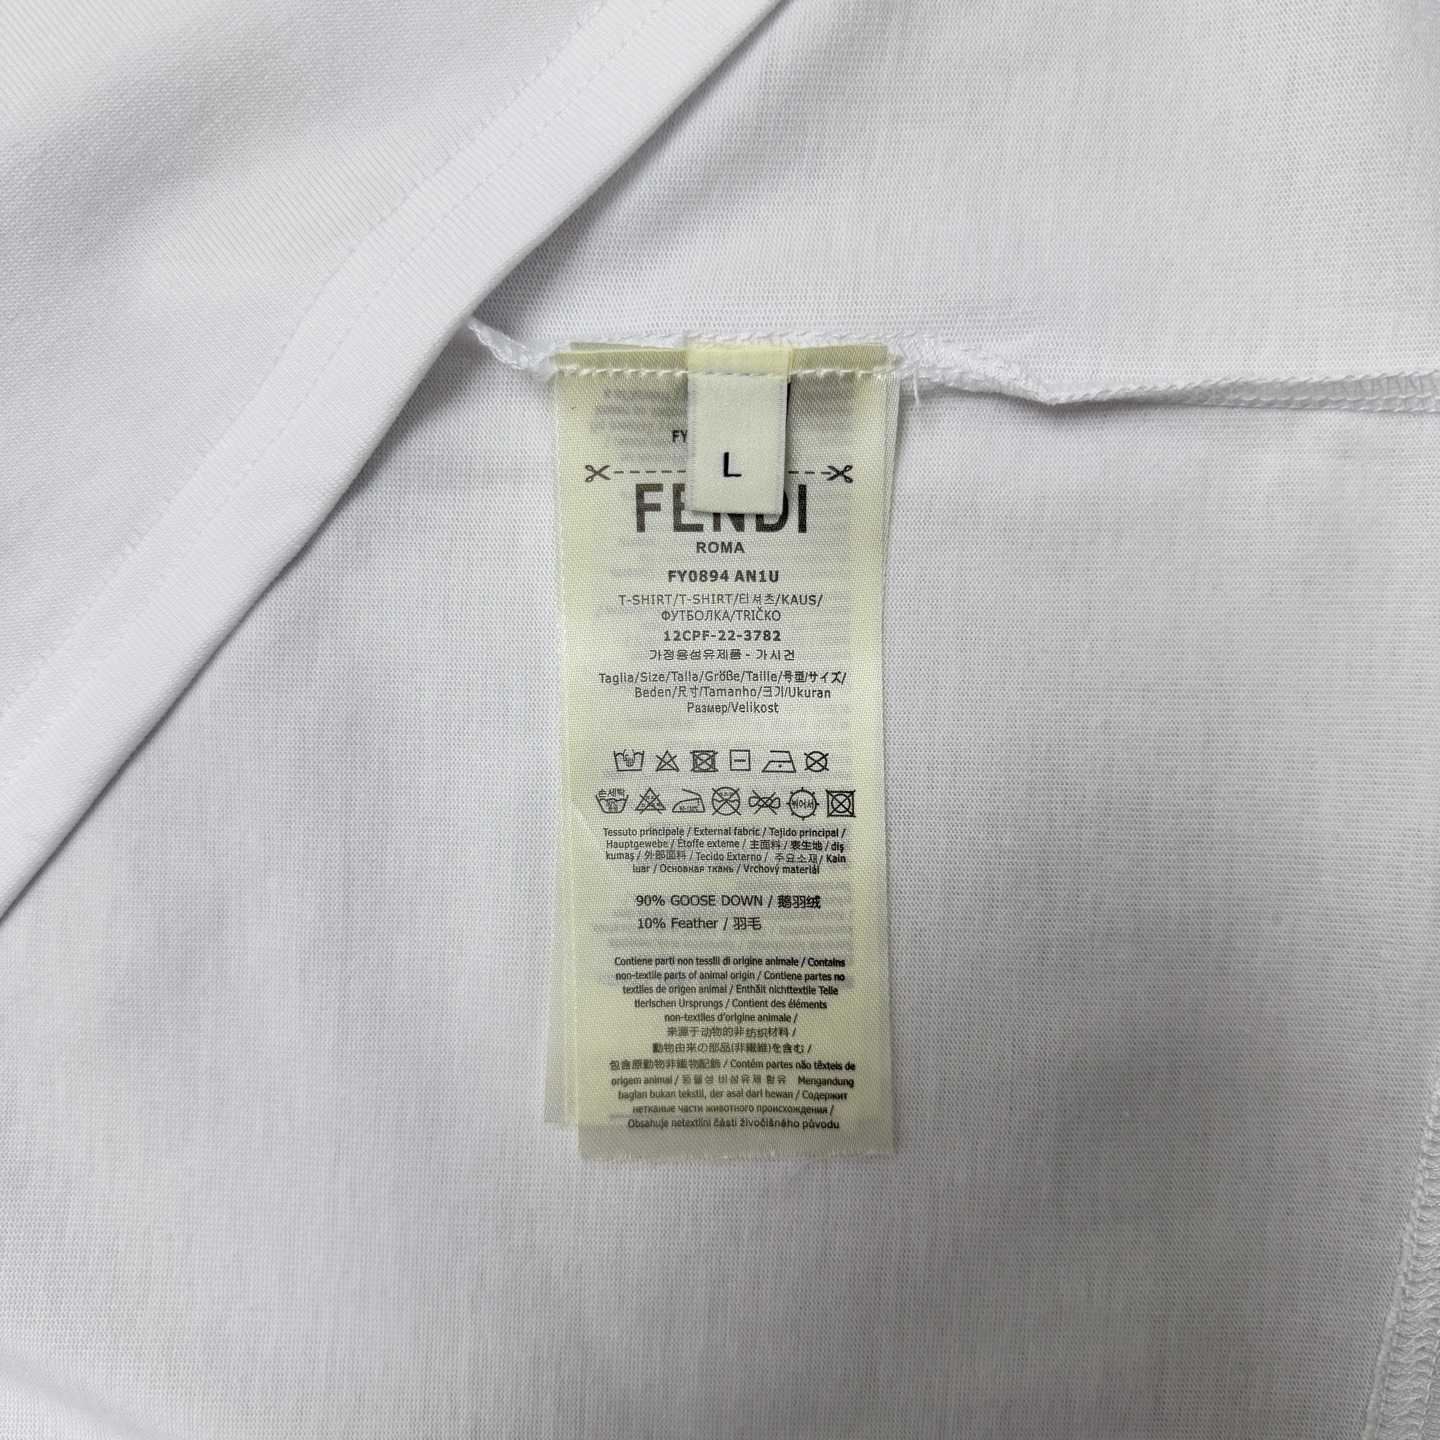 FY
L
FENDI
ROMA
FY0894 AN1U
T-SHIRT/T-SHIRT/티셔츠/KAUS/
ФУТБОЛКА/TRIČKO
12CPF-22-3782
가정용섬유제품 - 가시건
Taglia/Size/Talla/Größe/Taille/号型/サイズ/
Beden/尺寸/Tamanho/크기/Ukuran
Размер/Velikost
손세탁
Tessuto principale / External fabric / Tejido principal /
Hauptgewebe / Étoffe externe / 主面料 / 表生地 / dış
kumaş / 外部面料 / Tecido Externo / 주요소재/ Kain
luar / Основная ткань / Vrchový materiál
90% GOOSE DOWN / 鹅羽绒
10% Feather / 羽毛
Contiene parti non tessili di origine animale / Contains
non-textile parts of animal origin / Contiene partes no
textiles de origen animal / Enthält nichttextile Teile
tierischen Ursprungs / Contient des éléments
non-textiles d'origine animale /
来源于动物的非纺织材料 /
動物由来の部品(非繊維)を含む /
包含原動物非纖物配飾 / Contém partes não têxteis de
origem animal / 동물성 비섬유제 함유 Mengandung
bagian bukan tekstil, der asal dari hewan / Содержит
нетканые части животного происхождения /
Obsahuje netextilní části živočišného původu